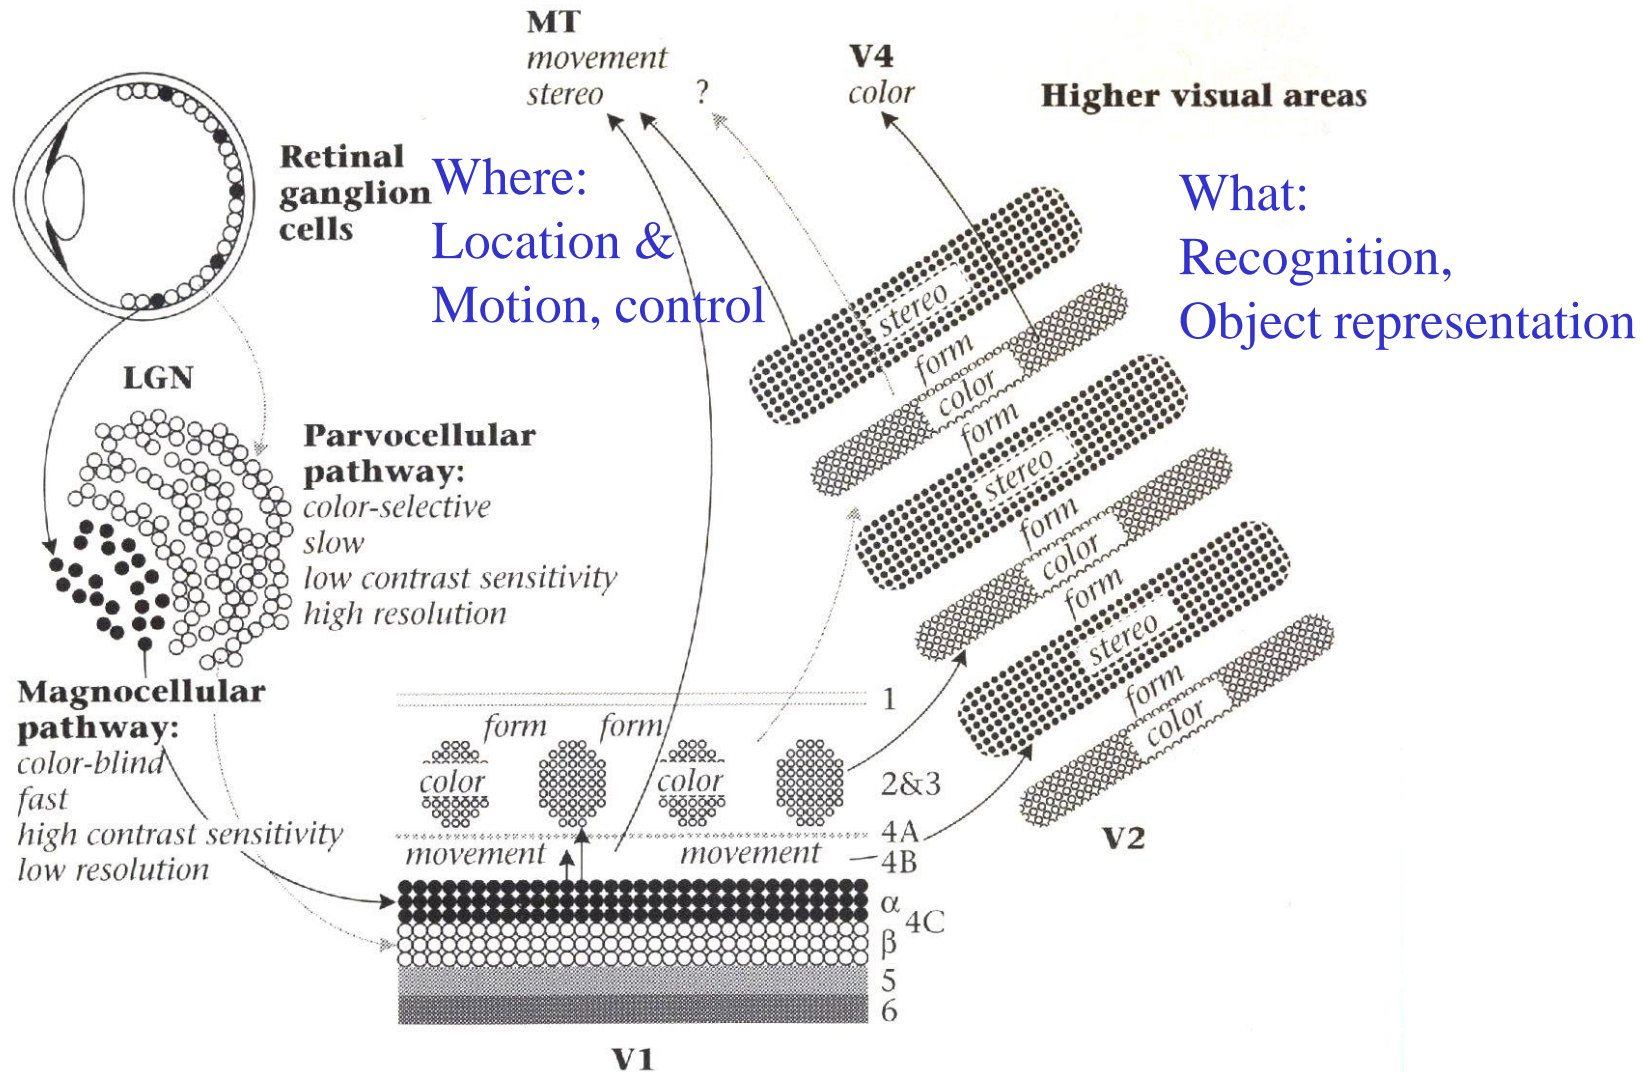 MT
movement
stereo
?
V4
color
Higher visual areas
Retinal
ganglion
cells
Where:
Location &
Motion, control
What:
Recognition,
Object representation
LGN
Parvocellular
pathway:
color-selective
slow
low contrast sensitivity
high resolution
Magnocellular
pathway:
color-blind
fast
high contrast sensitivity
low resolution
stereo
form
color
form
stereo
form
color
form
stereo
form
color
V2
1
form
form
color
color
2&3
4A
movement
movement
4B
α
4C
β
5
6
V1